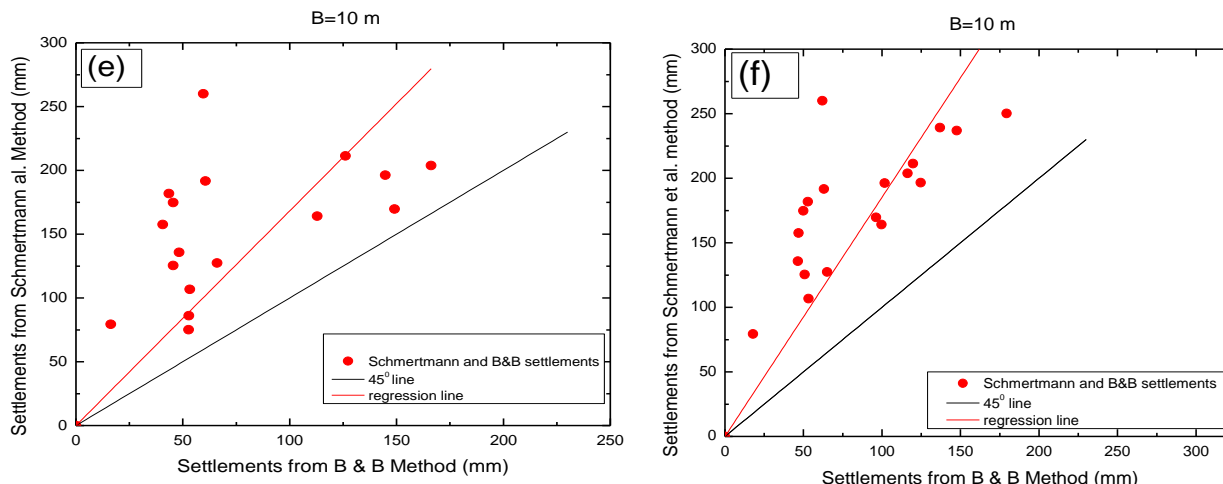 B=10 m
(e)
300
250
200
150
100
50
0
Settlements from Schmertmann al. Method (mm)
Schmertmann and B&B settlements
45⁰ line
regression line
0 50 100 150 200 250
Settlements from B & B Method (mm)
B=10 m
(f)
300
250
200
150
100
50
0
Settlements from Schmertmann et al. method (mm)
Schmertmann and B&B settlements
45⁰ line
regression line
0 50 100 150 200 250 300
Settlements from B & B Method (mm)